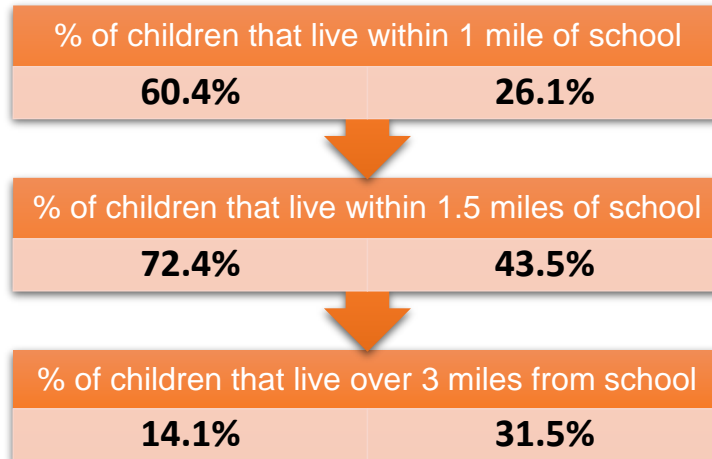 % of children that live within 1 mile of school
60.4% 26.1%
% of children that live within 1.5 miles of school
72.4% 43.5%
% of children that live over 3 miles from school
14.1% 31.5%